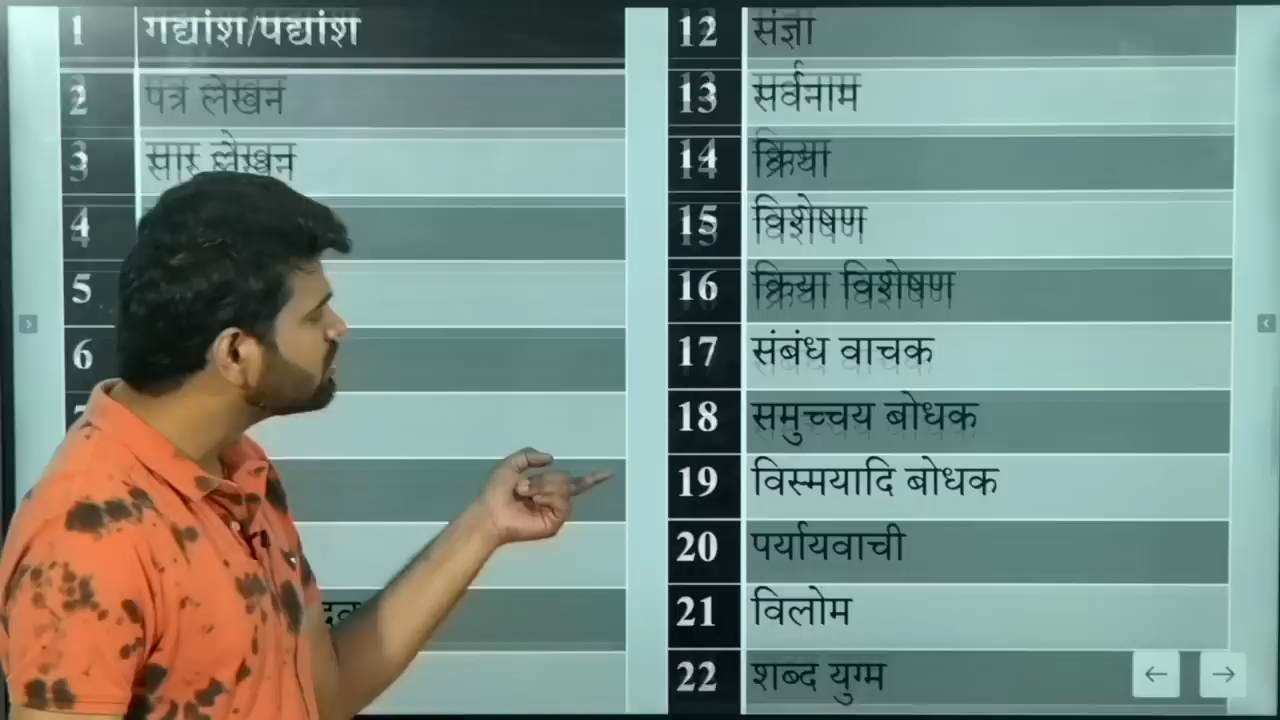 1 गद्यांश/पद्यांश
2 पत्र लेखन
3 सार लेखन
4
5
6
12 संज्ञा
13 सर्वनाम
14 क्रिया
15 विशेषण
16 क्रिया विशेषण
17 संबंध वाचक
18 समुच्चय बोधक
19 विस्मयादि बोधक
20 पर्यायवाची
21 विलोम
22 शब्द युग्म